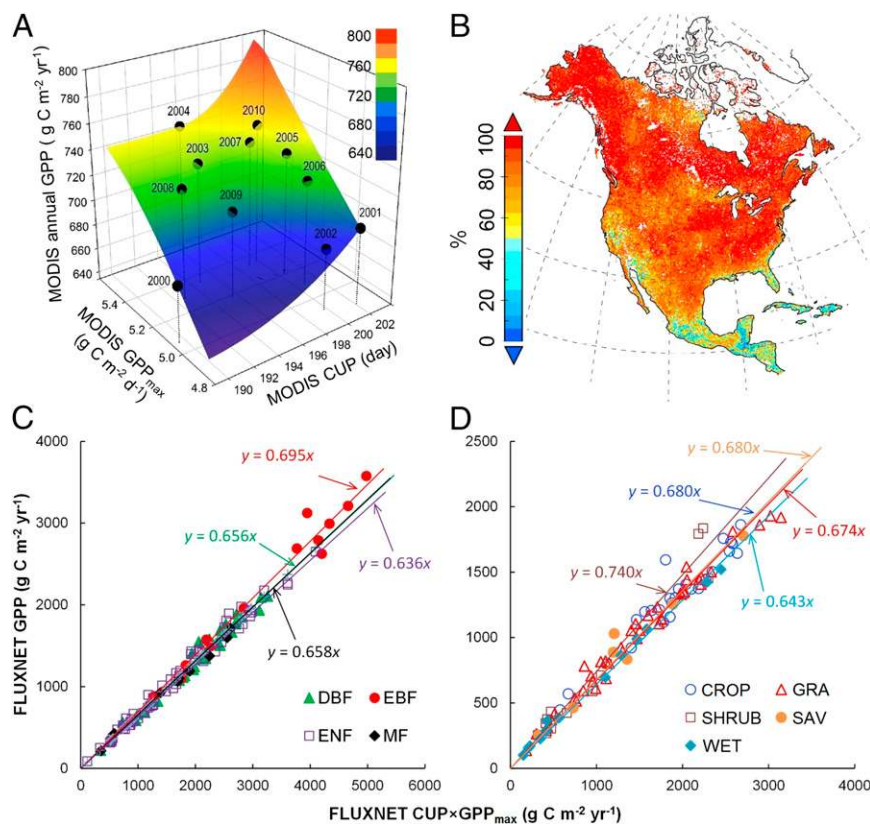 A
MODIS annual GPP ( g C m⁻² yr⁻¹)
800
780
760
740
720
700
680
660
640
800
760
720
680
640
2004
2010
2003
2007
2005
2008
2006
2009
2001
2002
2000
5.4
5.2
5.0
4.8
MODIS GPPmax
(g C m⁻² d⁻¹)
190
192
194
196
198
200
202
MODIS CUP (day)
B
%
100
80
60
40
20
0
C
FLUXNET GPP (g C m⁻² yr⁻¹)
4000
3000
2000
1000
0
y = 0.695x
y = 0.656x
y = 0.636x
y = 0.658x
DBF
EBF
ENF
MF
0 1000 2000 3000 4000 5000 6000
D
2500
2000
1500
1000
500
0
y = 0.680x
y = 0.680x
y = 0.674x
y = 0.740x
y = 0.643x
CROP
GRA
SHRUB
SAV
WET
0 1000 2000 3000 4000
FLUXNET CUP×GPPmax (g C m⁻² yr⁻¹)